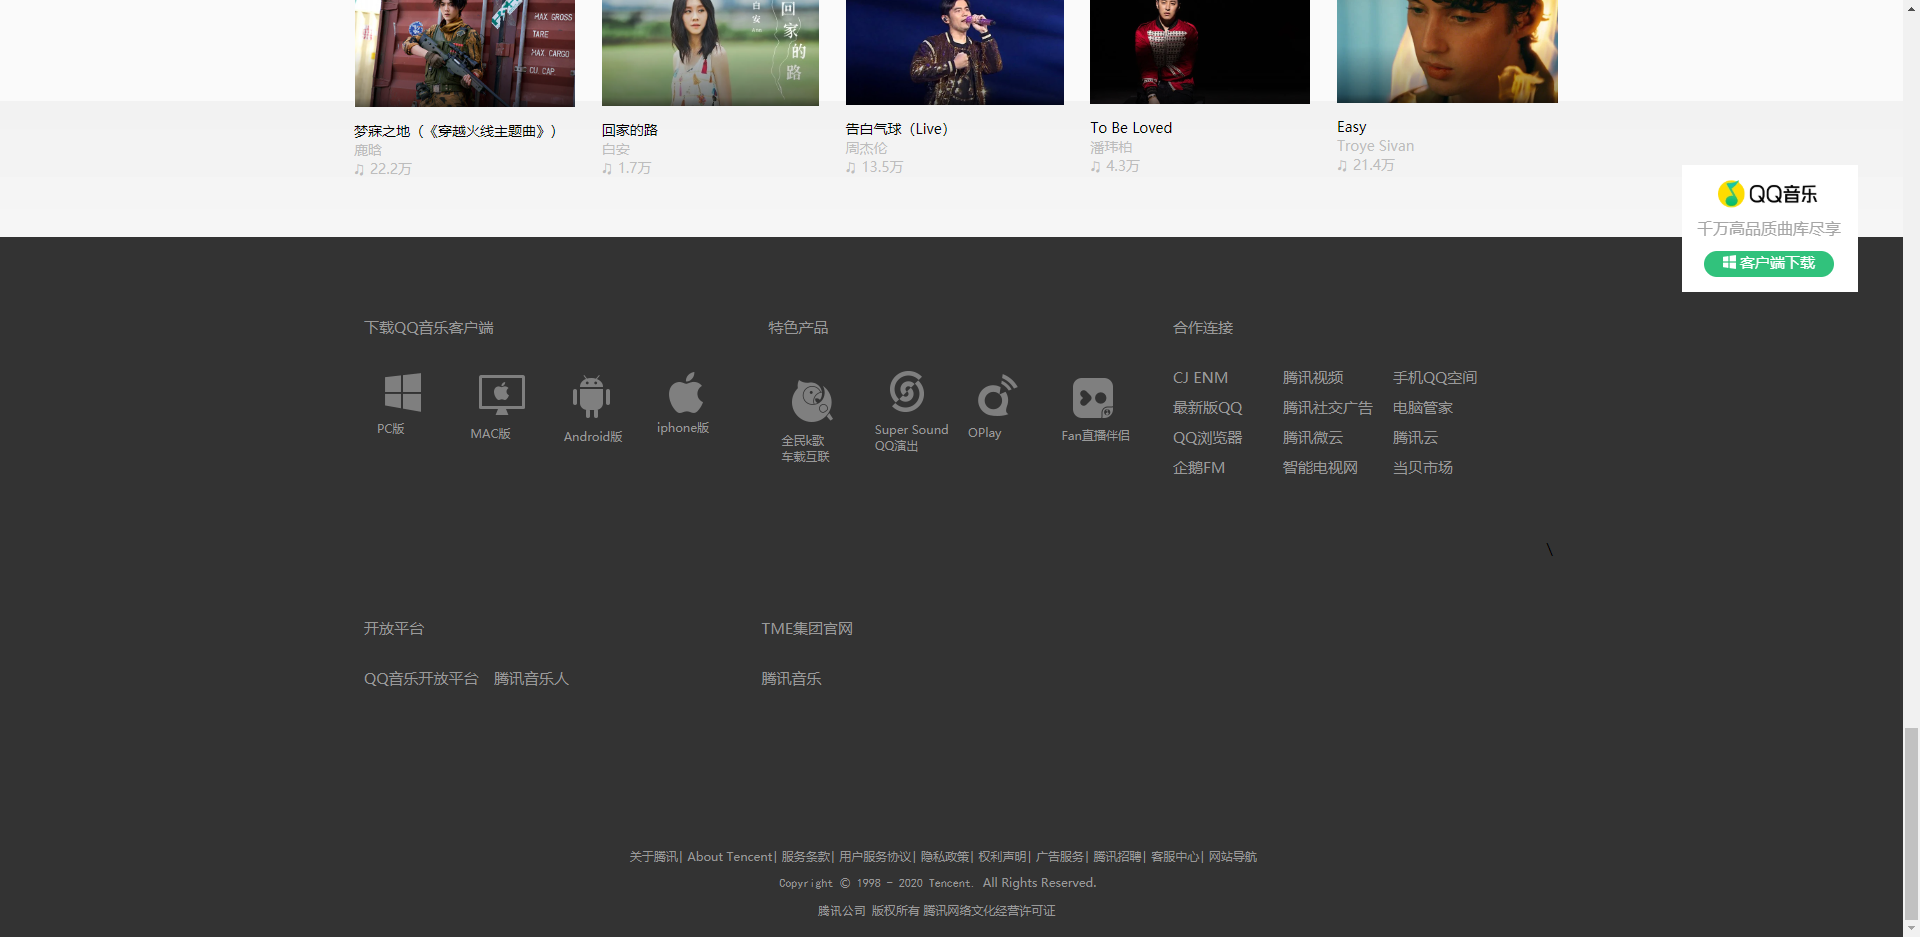 MAX GROSS
TARE
MAX CARGO
CU. CAP.
白安
回家的路
梦寐之地（《穿越火线主题曲》）
鹿晗
♫ 22.2万
回家的路
白安
♫ 1.7万
告白气球（Live）
周杰伦
♫ 13.5万
To Be Loved
潘玮柏
♫ 4.3万
Easy
Troye Sivan
♫ 21.4万
QQ音乐
千万高品质曲库尽享
客户端下载
下载QQ音乐客户端
PC版
MAC版
Android版
iphone版
特色产品
全民k歌
车载互联
Super Sound
QQ演出
OPlay
Fan直播伴侣
合作连接
CJ ENM 腾讯视频 手机QQ空间
最新版QQ 腾讯社交广告 电脑管家
QQ浏览器 腾讯微云 腾讯云
企鹅FM 智能电视网 当贝市场
\
开放平台
QQ音乐开放平台 腾讯音乐人
TME集团官网
腾讯音乐
关于腾讯| About Tencent| 服务条款| 用户服务协议| 隐私政策| 权利声明| 广告服务| 腾讯招聘| 客服中心| 网站导航
Copyright © 1998 - 2020 Tencent. All Rights Reserved.
腾讯公司 版权所有 腾讯网络文化经营许可证